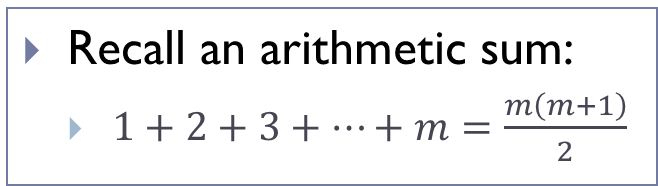 Recall an arithmetic sum:
1 + 2 + 3 + ⋯ + m = m(m+1)/2